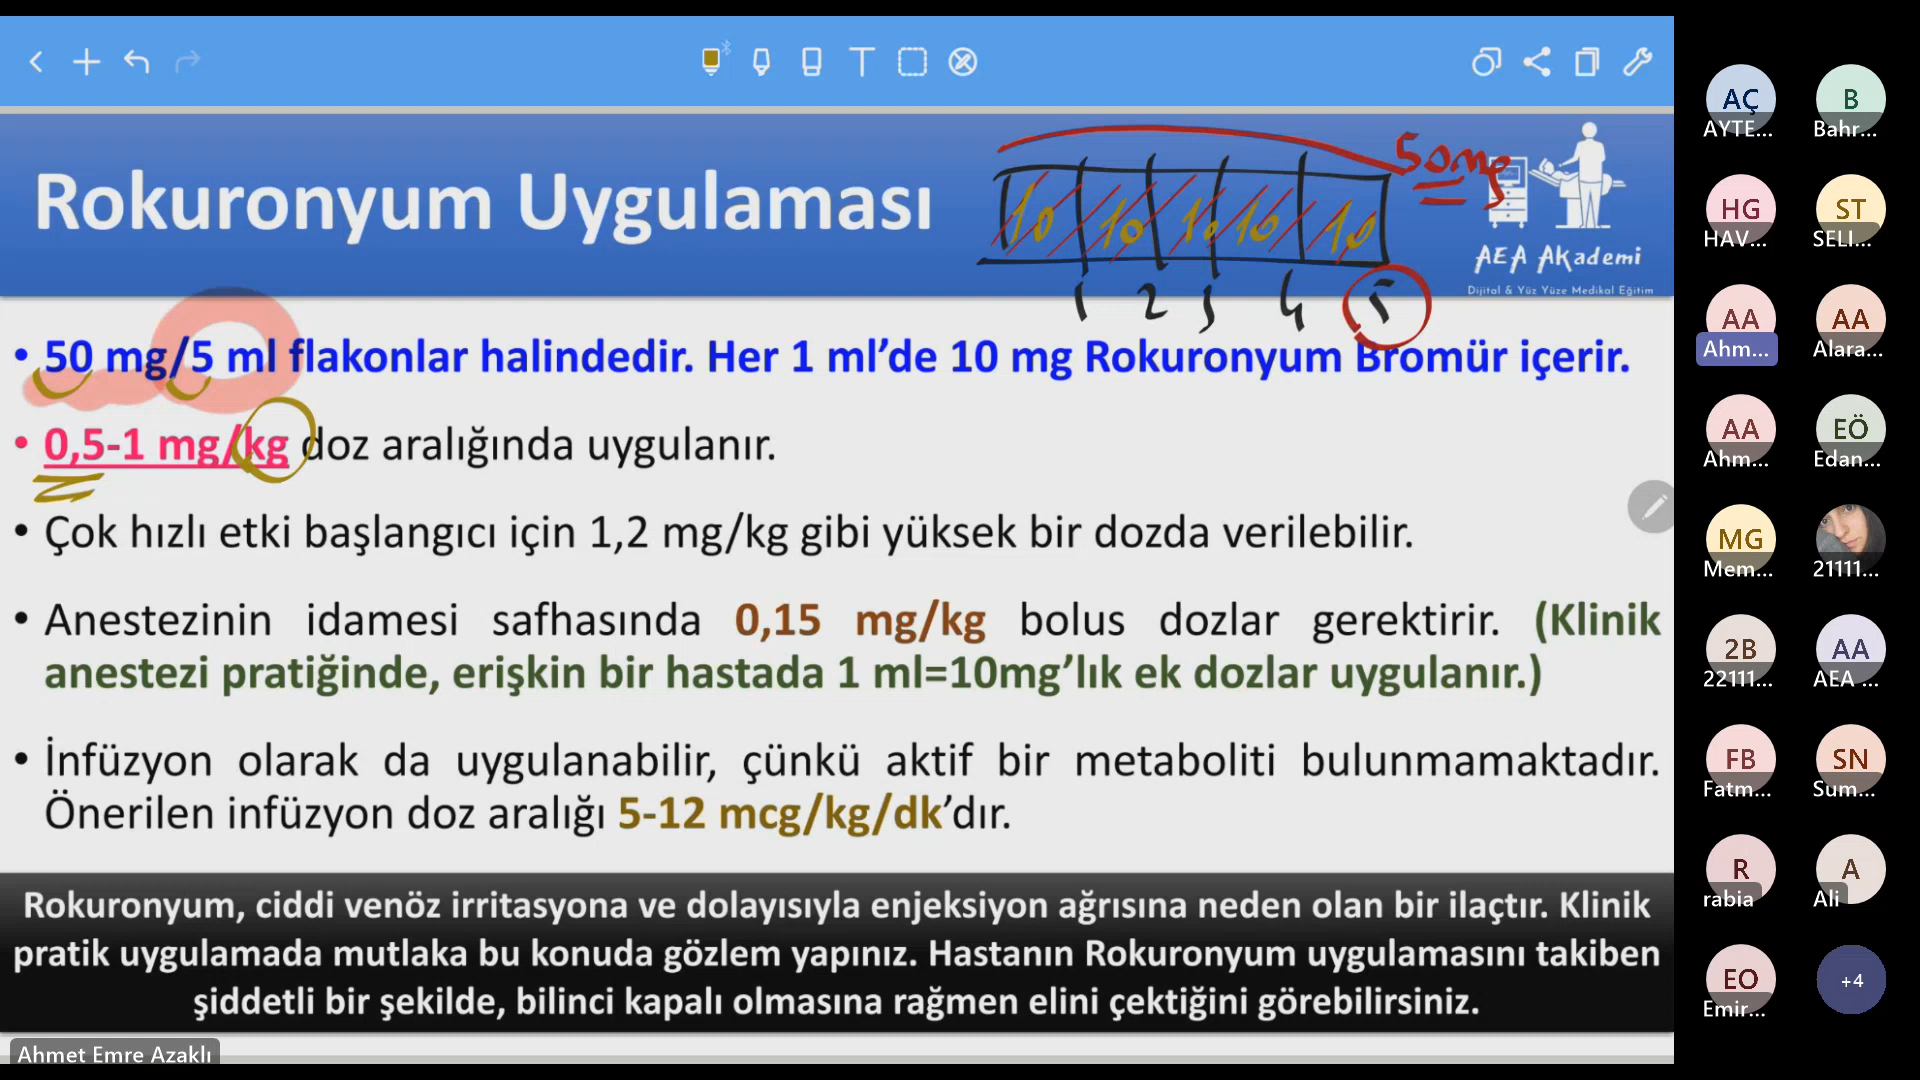 Rokuronyum Uygulaması
10 10 10 10 10
50mg
1 2 3 4 5
AEA AKademi
Dijital & Yüz Yüze Medikal Eğitim
• 50 mg/5 ml flakonlar halindedir. Her 1 ml’de 10 mg Rokuronyum Bromür içerir.
• 0,5-1 mg/kg doz aralığında uygulanır.
• Çok hızlı etki başlangıcı için 1,2 mg/kg gibi yüksek bir dozda verilebilir.
• Anestezinin idamesi safhasında 0,15 mg/kg bolus dozlar gerektirir. (Klinik
anestezi pratiğinde, erişkin bir hastada 1 ml=10mg’lık ek dozlar uygulanır.)
• İnfüzyon olarak da uygulanabilir, çünkü aktif bir metaboliti bulunmamaktadır.
Önerilen infüzyon doz aralığı 5-12 mcg/kg/dk’dır.
Rokuronyum, ciddi venöz irritasyona ve dolayısıyla enjeksiyon ağrısına neden olan bir ilaçtır. Klinik
pratik uygulamada mutlaka bu konuda gözlem yapınız. Hastanın Rokuronyum uygulamasını takiben
şiddetli bir şekilde, bilinci kapalı olmasına rağmen elini çektiğini görebilirsiniz.
Ahmet Emre Azaklı
AÇ B
AYTE... Bahr...
HG ST
HAV... SELI...
AA AA
Ahm... Alara...
AA EÖ
Ahm... Edan...
MG
Mem... 21111...
2B AA
22111... AEA ...
FB SN
Fatm... Sum...
R A
rabia Ali
EO +4
Emir...